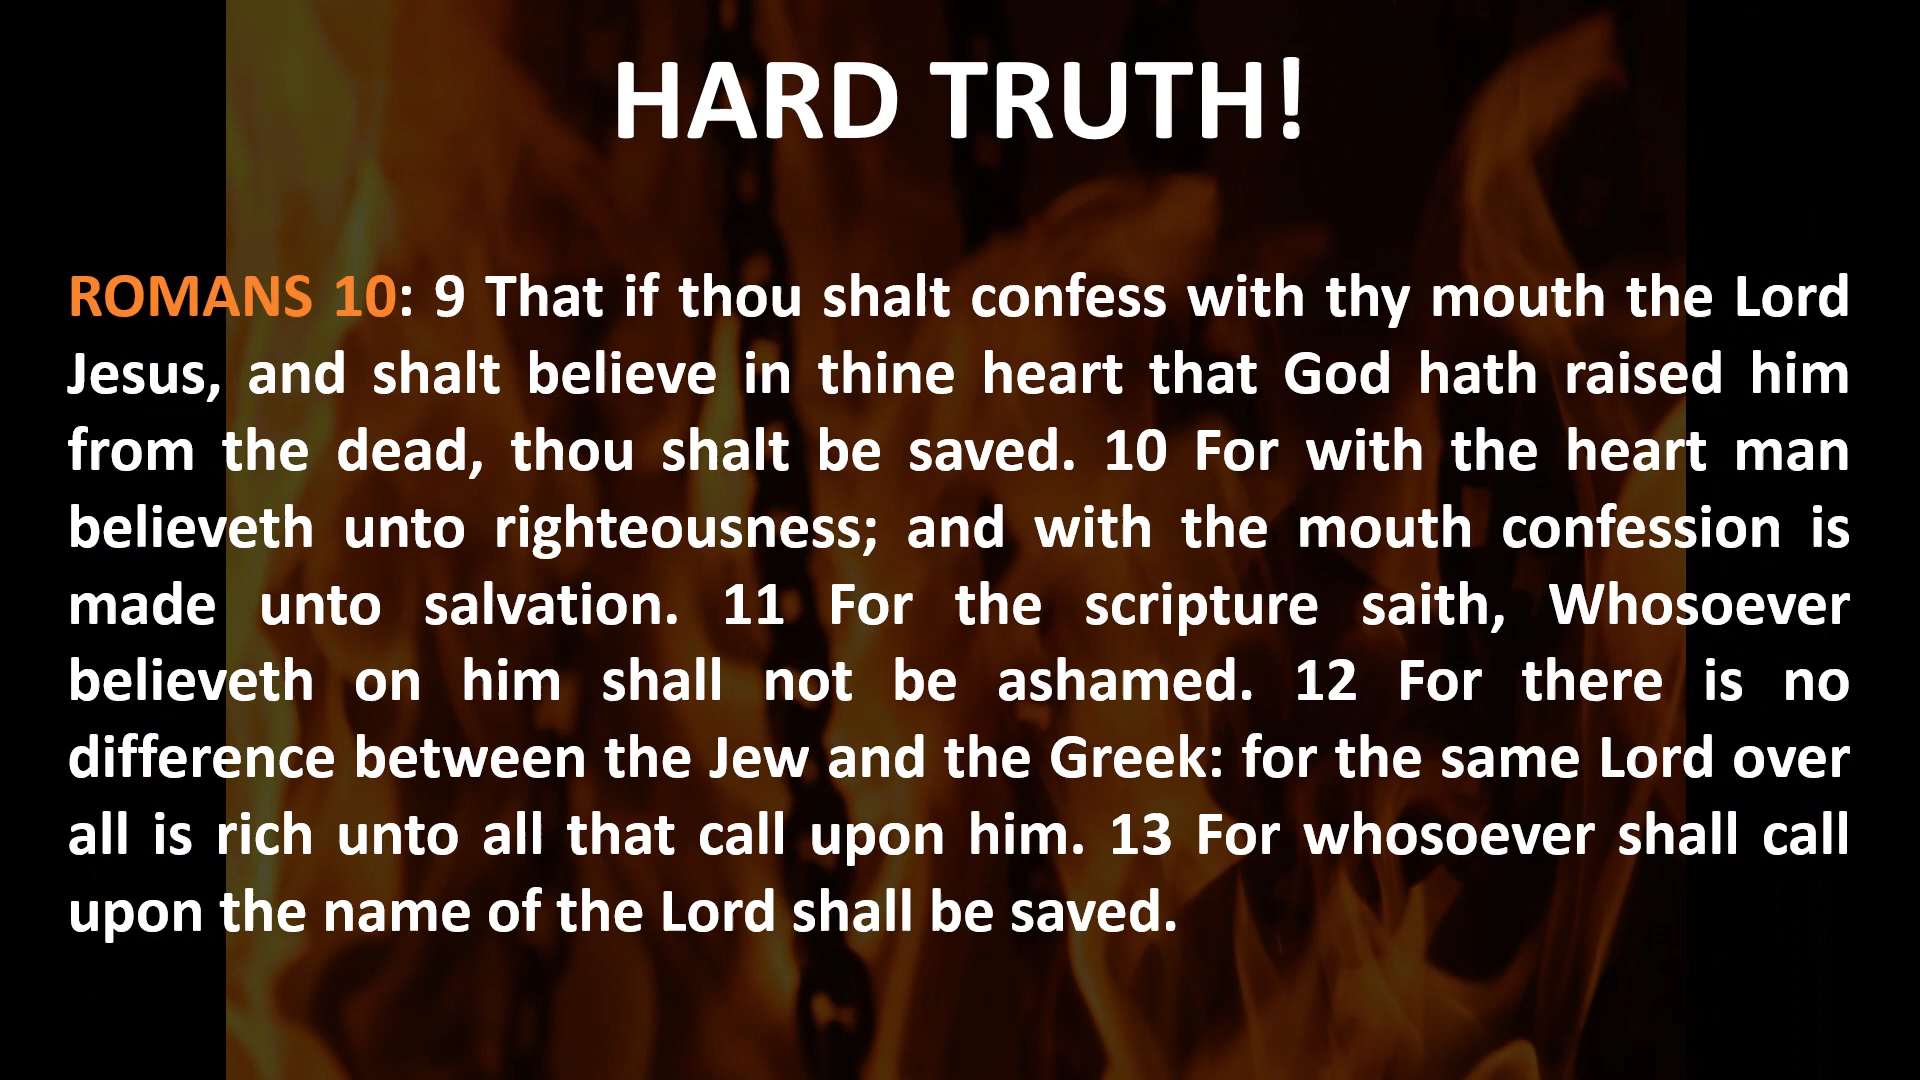 HARD TRUTH!
ROMANS 10: 9 That if thou shalt confess with thy mouth the Lord
Jesus, and shalt believe in thine heart that God hath raised him
from the dead, thou shalt be saved. 10 For with the heart man
believeth unto righteousness; and with the mouth confession is
made unto salvation. 11 For the scripture saith, Whosoever
believeth on him shall not be ashamed. 12 For there is no
difference between the Jew and the Greek: for the same Lord over
all is rich unto all that call upon him. 13 For whosoever shall call
upon the name of the Lord shall be saved.